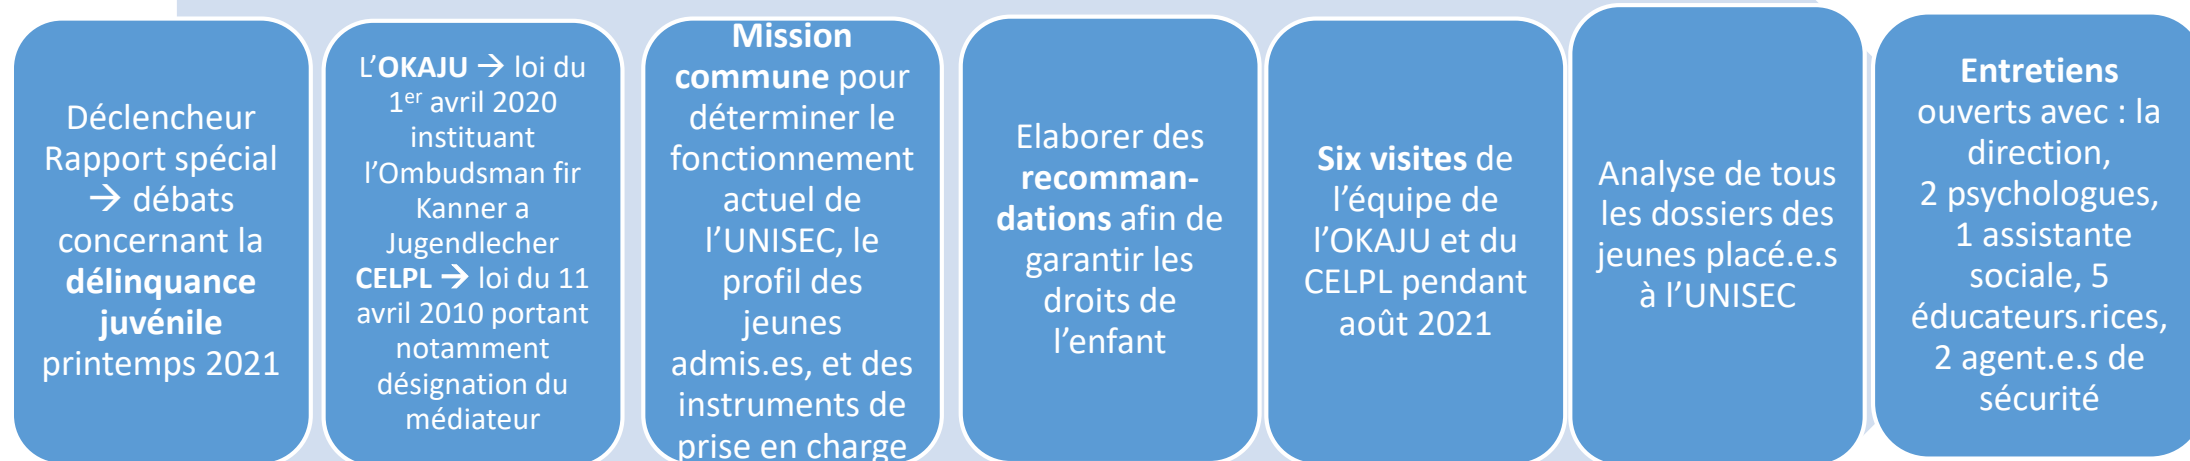 Déclencheur
Rapport spécial
→ débats
concernant la
délinquance
juvénile
printemps 2021
L’OKAJU → loi du
1er avril 2020
instituant
l’Ombudsman fir
Kanner a
Jugendlecher
CELPL → loi du 11
avril 2010 portant
notamment
désignation du
médiateur
Mission
commune pour
déterminer le
fonctionnement
actuel de
l’UNISEC, le
profil des
jeunes
admis.es, et des
instruments de
prise en charge
Elaborer des
recomman-
dations afin de
garantir les
droits de
l’enfant
Six visites de
l’équipe de
l’OKAJU et du
CELPL pendant
août 2021
Analyse de tous
les dossiers des
jeunes placé.e.s
à l’UNISEC
Entretiens
ouverts avec : la
direction,
2 psychologues,
1 assistante
sociale, 5
éducateurs.rices,
2 agent.e.s de
sécurité